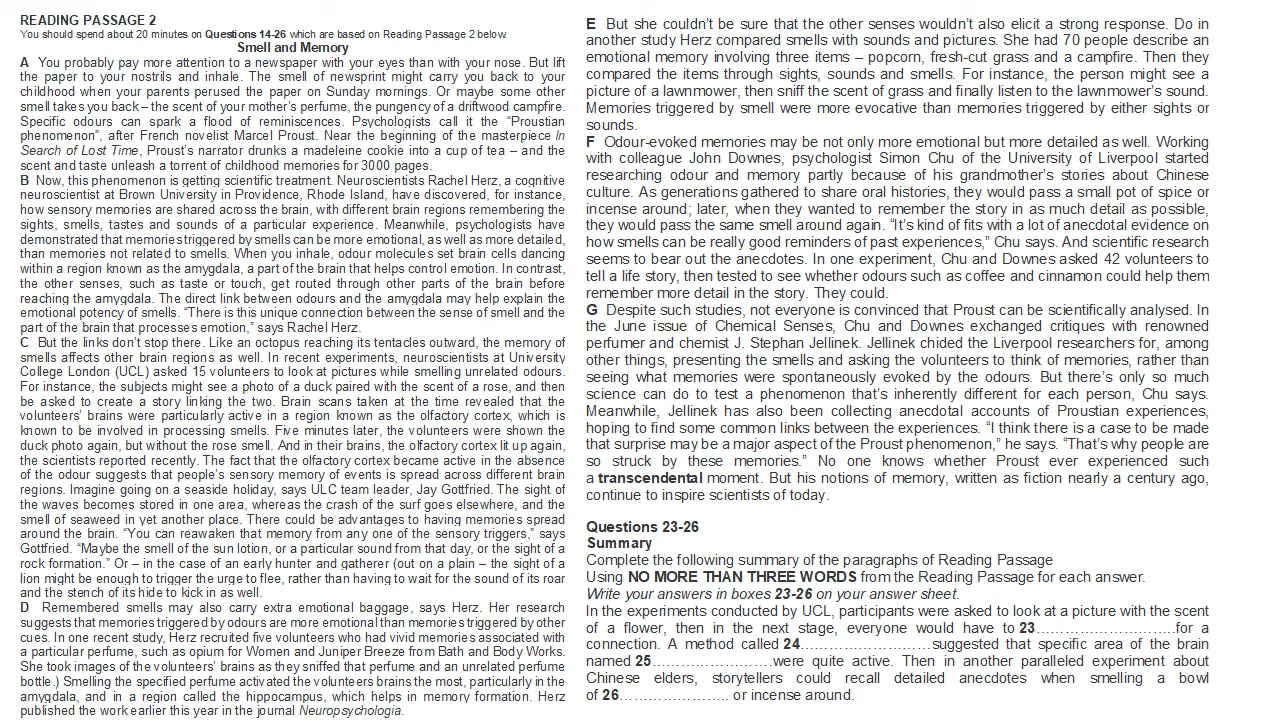 READING PASSAGE 2
You should spend about 20 minutes on Questions 14-26 which are based on Reading Passage 2 below.
Smell and Memory
A You probably pay more attention to a newspaper with your eyes than with your nose. But lift
the paper to your nostrils and inhale. The smell of newsprint might carry you back to your
childhood when your parents perused the paper on Sunday mornings. Or maybe some other
smell takes you back – the scent of your mother's perfume, the pungency of a driftwood campfire.
Specific odours can spark a flood of reminiscences. Psychologists call it the "Proustian
phenomenon", after French novelist Marcel Proust. Near the beginning of the masterpiece In
Search of Lost Time, Proust's narrator drunks a madeleine cookie into a cup of tea – and the
scent and taste unleash a torrent of childhood memories for 3000 pages.
B Now, this phenomenon is getting scientific treatment. Neuroscientists Rachel Herz, a cognitive
neuroscientist at Brown University in Providence, Rhode Island, have discovered, for instance,
how sensory memories are shared across the brain, with different brain regions remembering the
sights, smells, tastes and sounds of a particular experience. Meanwhile, psychologists have
demonstrated that memories triggered by smells can be more emotional, as well as more detailed,
than memories not related to smells. When you inhale, odour molecules set brain cells dancing
within a region known as the amygdala, a part of the brain that helps control emotion. In contrast,
the other senses, such as taste or touch, get routed through other parts of the brain before
reaching the amygdala. The direct link between odours and the amygdala may help explain the
emotional potency of smells. "There is this unique connection between the sense of smell and the
part of the brain that processes emotion," says Rachel Herz.
C But the links don't stop there. Like an octopus reaching its tentacles outward, the memory of
smells affects other brain regions as well. In recent experiments, neuroscientists at University
College London (UCL) asked 15 volunteers to look at pictures while smelling unrelated odours.
For instance, the subjects might see a photo of a duck paired with the scent of a rose, and then
be asked to create a story linking the two. Brain scans taken at the time revealed that the
volunteers' brains were particularly active in a region known as the olfactory cortex, which is
known to be involved in processing smells. Five minutes later, the volunteers were shown the
duck photo again, but without the rose smell. And in their brains, the olfactory cortex lit up again,
the scientists reported recently. The fact that the olfactory cortex became active in the absence
of the odour suggests that people's sensory memory of events is spread across different brain
regions. Imagine going on a seaside holiday, says ULC team leader, Jay Gottfried. The sight of
the waves becomes stored in one area, whereas the crash of the surf goes elsewhere, and the
smell of seaweed in yet another place. There could be advantages to having memories spread
around the brain. "You can reawaken that memory from any one of the sensory triggers," says
Gottfried. "Maybe the smell of the sun lotion, or a particular sound from that day, or the sight of a
rock formation." Or – in the case of an early hunter and gatherer (out on a plain – the sight of a
lion might be enough to trigger the urge to flee, rather than having to wait for the sound of its roar
and the stench of its hide to kick in as well.
D Remembered smells may also carry extra emotional baggage, says Herz. Her research
suggests that memories triggered by odours are more emotional than memories triggered by other
cues. In one recent study, Herz recruited five volunteers who had vivid memories associated with
a particular perfume, such as opium for Women and Juniper Breeze from Bath and Body Works.
She took images of the volunteers' brains as they sniffed that perfume and an unrelated perfume
bottle.) Smelling the specified perfume activated the volunteers brains the most, particularly in the
amygdala, and in a region called the hippocampus, which helps in memory formation. Herz
published the work earlier this year in the journal Neuropsychologia.
E But she couldn't be sure that the other senses wouldn't also elicit a strong response. Do in
another study Herz compared smells with sounds and pictures. She had 70 people describe an
emotional memory involving three items – popcorn, fresh-cut grass and a campfire. Then they
compared the items through sights, sounds and smells. For instance, the person might see a
picture of a lawnmower, then sniff the scent of grass and finally listen to the lawnmower's sound.
Memories triggered by smell were more evocative than memories triggered by either sights or
sounds.
F Odour-evoked memories may be not only more emotional but more detailed as well. Working
with colleague John Downes, psychologist Simon Chu of the University of Liverpool started
researching odour and memory partly because of his grandmother's stories about Chinese
culture. As generations gathered to share oral histories, they would pass a small pot of spice or
incense around; later, when they wanted to remember the story in as much detail as possible,
they would pass the same smell around again. "It's kind of fits with a lot of anecdotal evidence on
how smells can be really good reminders of past experiences," Chu says. And scientific research
seems to bear out the anecdotes. In one experiment, Chu and Downes asked 42 volunteers to
tell a life story, then tested to see whether odours such as coffee and cinnamon could help them
remember more detail in the story. They could.
G Despite such studies, not everyone is convinced that Proust can be scientifically analysed. In
the June issue of Chemical Senses, Chu and Downes exchanged critiques with renowned
perfumer and chemist J. Stephan Jellinek. Jellinek chided the Liverpool researchers for, among
other things, presenting the smells and asking the volunteers to think of memories, rather than
seeing what memories were spontaneously evoked by the odours. But there's only so much
science can do to test a phenomenon that's inherently different for each person, Chu says.
Meanwhile, Jellinek has also been collecting anecdotal accounts of Proustian experiences,
hoping to find some common links between the experiences. "I think there is a case to be made
that surprise may be a major aspect of the Proust phenomenon," he says. "That's why people are
so struck by these memories." No one knows whether Proust ever experienced such
a transcendental moment. But his notions of memory, written as fiction nearly a century ago,
continue to inspire scientists of today.
Questions 23-26
Summary
Complete the following summary of the paragraphs of Reading Passage
Using NO MORE THAN THREE WORDS from the Reading Passage for each answer.
Write your answers in boxes 23-26 on your answer sheet.
In the experiments conducted by UCL, participants were asked to look at a picture with the scent
of a flower, then in the next stage, everyone would have to 23………………………..for a
connection. A method called 24……………………..suggested that specific area of the brain
named 25…………………….were quite active. Then in another paralleled experiment about
Chinese elders, storytellers could recall detailed anecdotes when smelling a bowl
of 26………………….. or incense around.